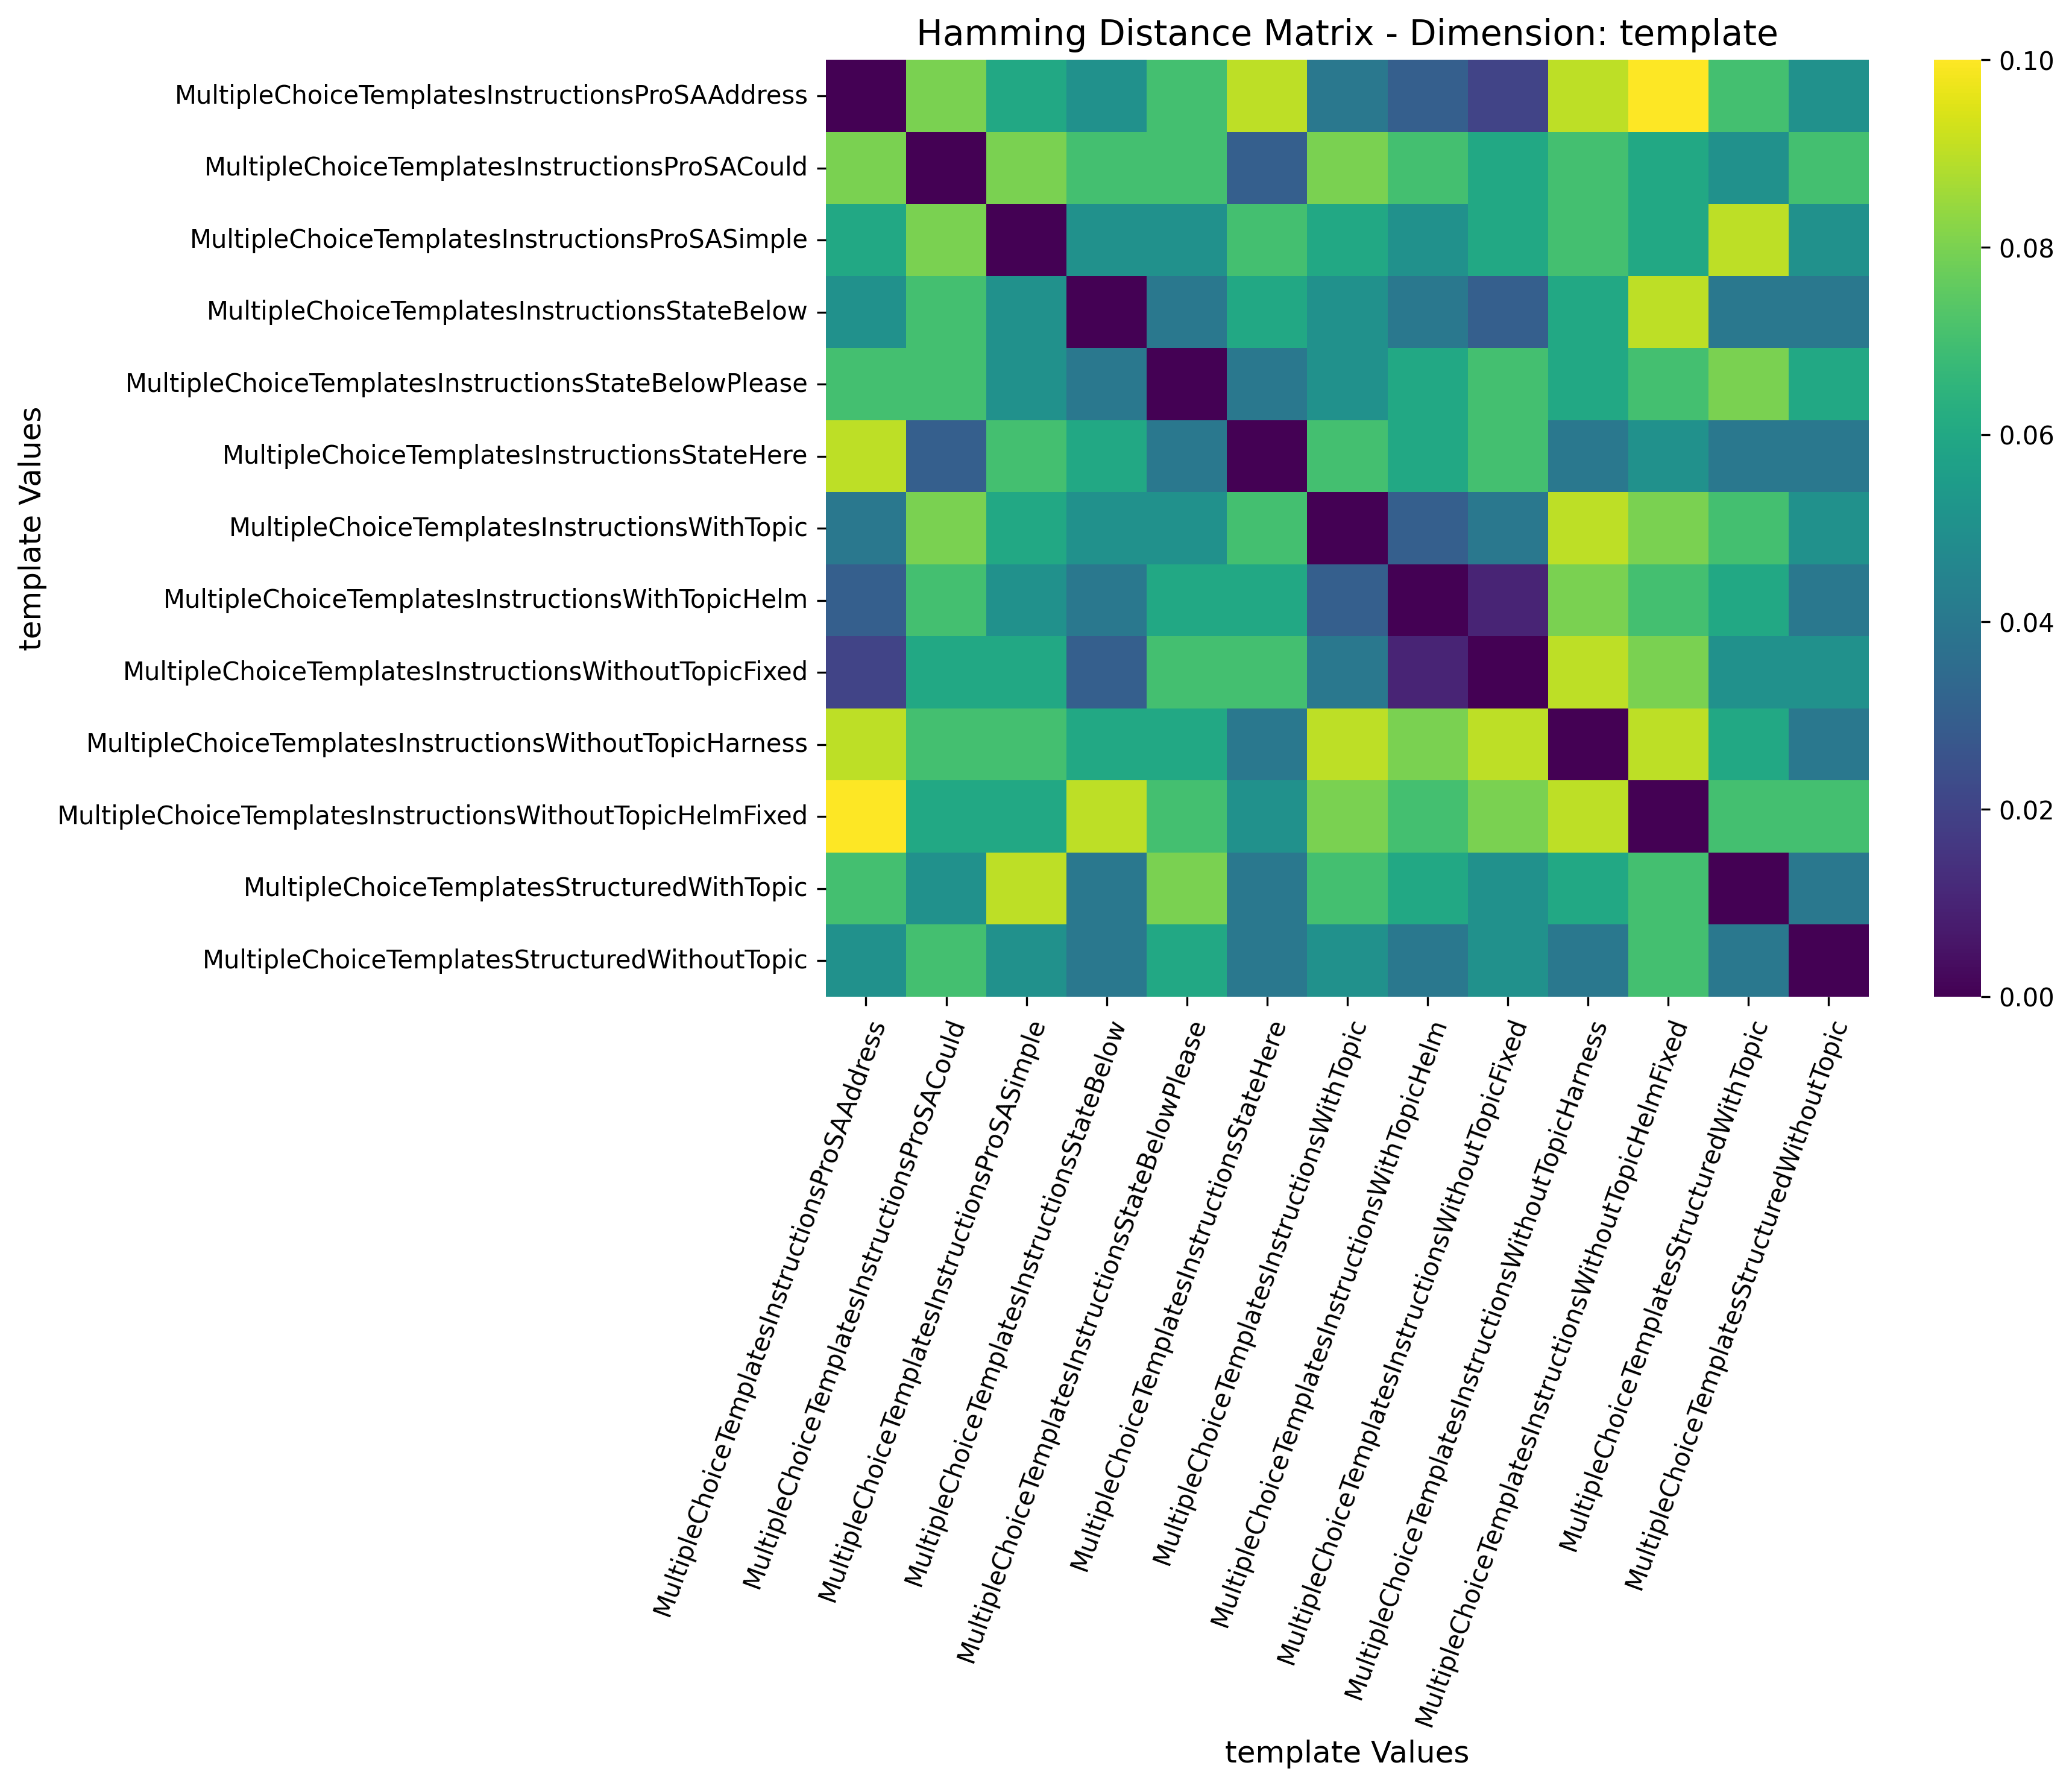 Hamming Distance Matrix - Dimension: template
template Values
MultipleChoiceTemplatesInstructionsProSAAddress
MultipleChoiceTemplatesInstructionsProSACould
MultipleChoiceTemplatesInstructionsProSASimple
MultipleChoiceTemplatesInstructionsStateBelow
MultipleChoiceTemplatesInstructionsStateBelowPlease
MultipleChoiceTemplatesInstructionsStateHere
MultipleChoiceTemplatesInstructionsWithTopic
MultipleChoiceTemplatesInstructionsWithTopicHelm
MultipleChoiceTemplatesInstructionsWithoutTopicFixed
MultipleChoiceTemplatesInstructionsWithoutTopicHarness
MultipleChoiceTemplatesInstructionsWithoutTopicHelmFixed
MultipleChoiceTemplatesStructuredWithTopic
MultipleChoiceTemplatesStructuredWithoutTopic
0.10
0.08
0.06
0.04
0.02
0.00
MultipleChoiceTemplatesInstructionsProSAAddress
MultipleChoiceTemplatesInstructionsProSACould
MultipleChoiceTemplatesInstructionsProSASimple
MultipleChoiceTemplatesInstructionsStateBelow
MultipleChoiceTemplatesInstructionsStateBelowPlease
MultipleChoiceTemplatesInstructionsStateHere
MultipleChoiceTemplatesInstructionsWithTopic
MultipleChoiceTemplatesInstructionsWithTopicHelm
MultipleChoiceTemplatesInstructionsWithoutTopicFixed
MultipleChoiceTemplatesInstructionsWithoutTopicHarness
MultipleChoiceTemplatesInstructionsWithoutTopicHelmFixed
MultipleChoiceTemplatesStructuredWithTopic
MultipleChoiceTemplatesStructuredWithoutTopic
template Values